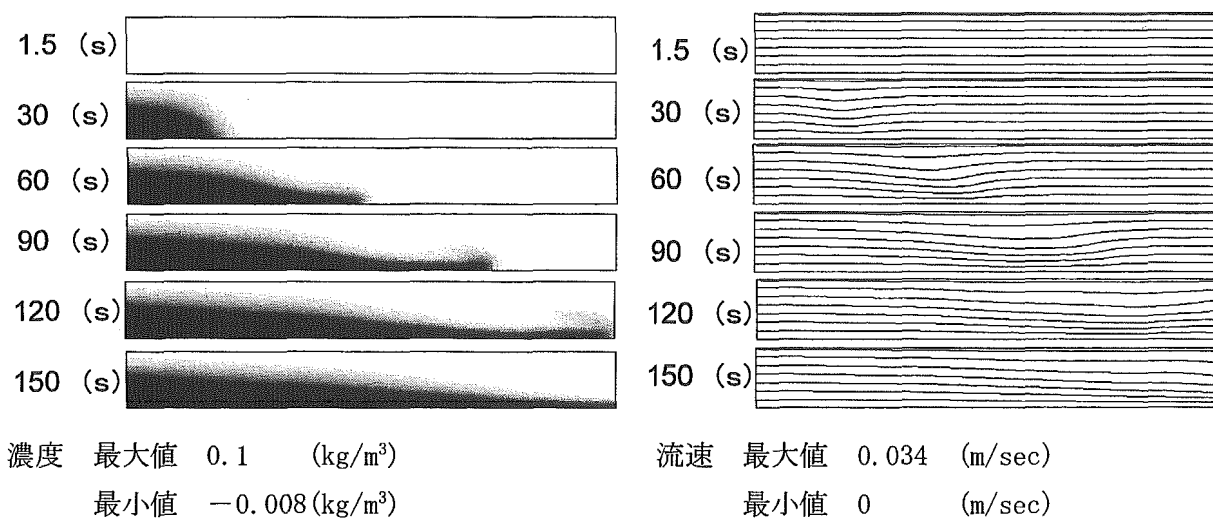 1.5 (s)
30 (s)
60 (s)
90 (s)
120 (s)
150 (s)
濃度 最大値 0.1 (kg/m³)
最小値 −0.008(kg/m³)
1.5 (s)
30 (s)
60 (s)
90 (s)
120 (s)
150 (s)
流速 最大値 0.034 (m/sec)
最小値 0 (m/sec)